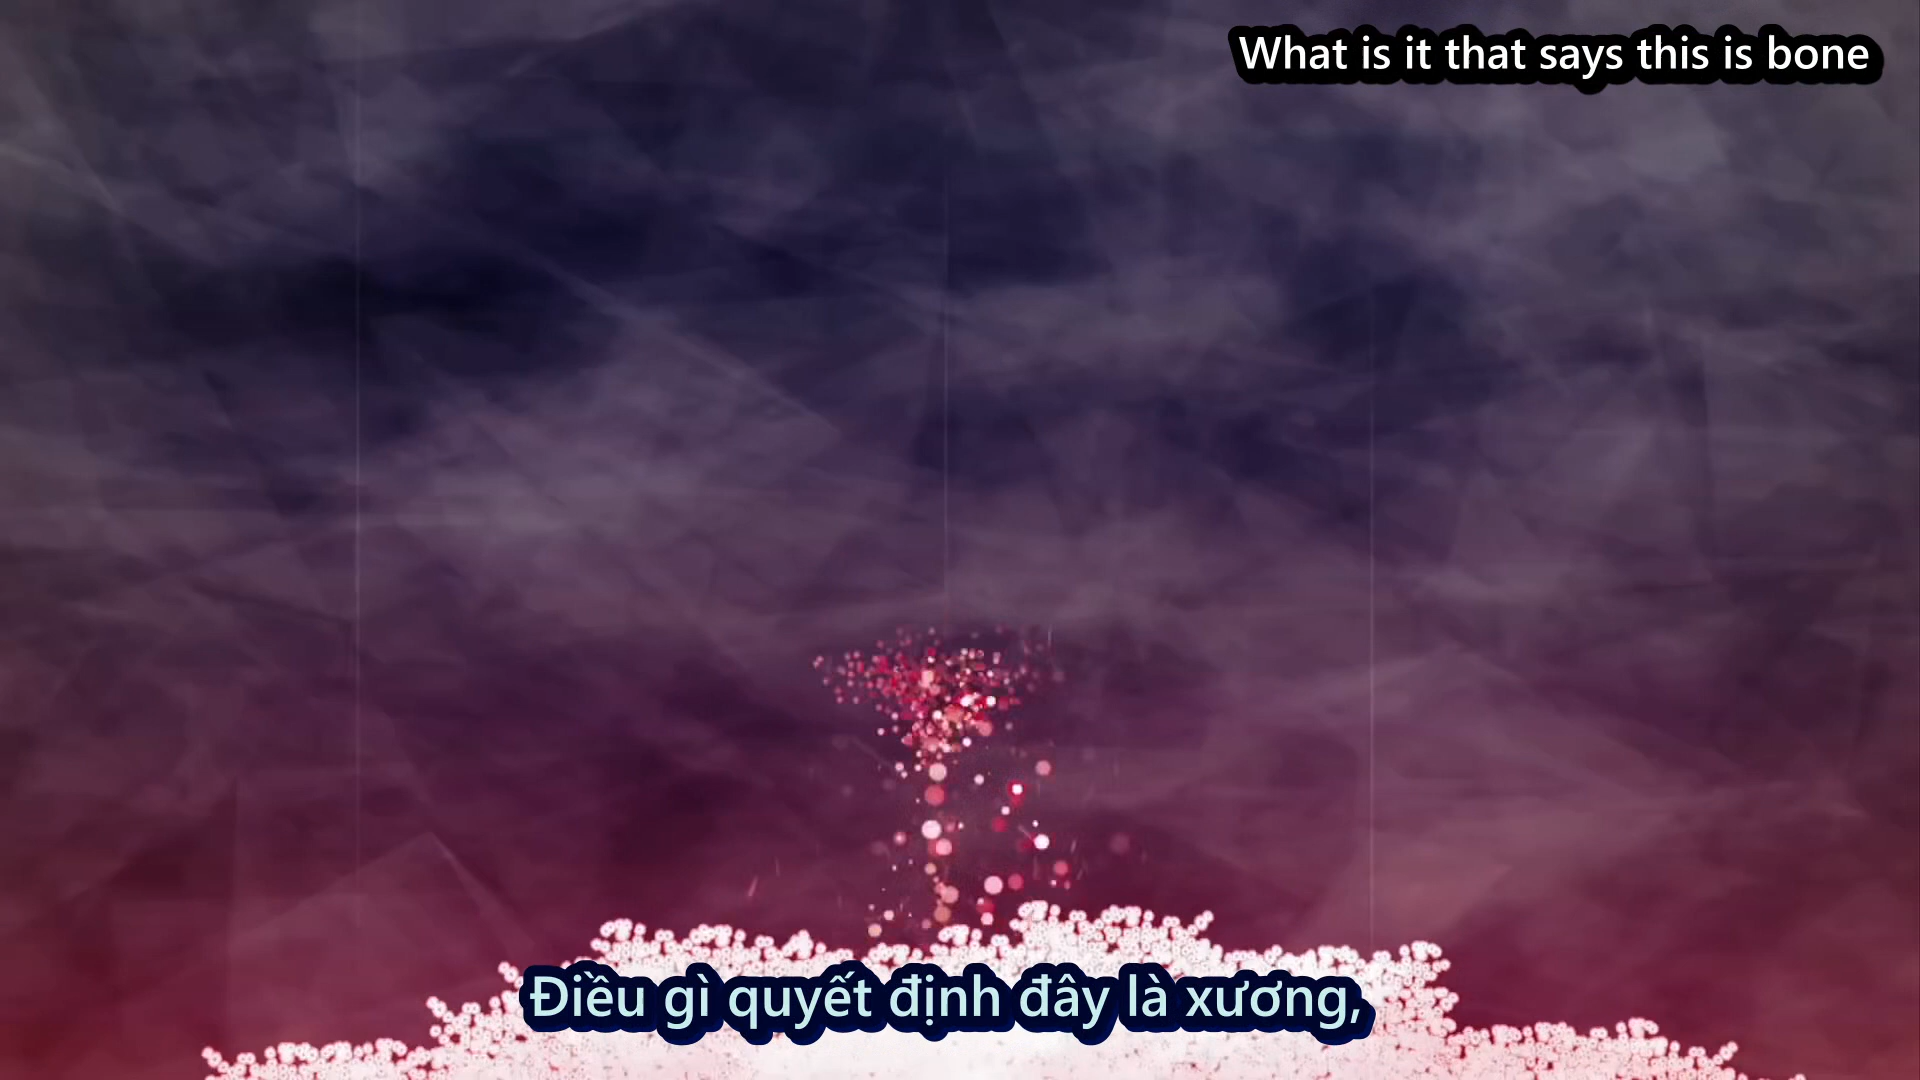 What is it that says this is bone
Điều gì quyết định đây là xương,